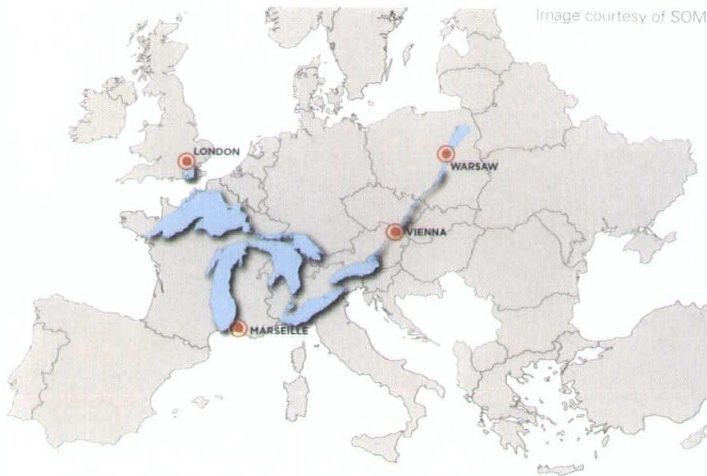 Image courtesy of SOM
LONDON
WARSAW
VIENNA
MARSEILLE